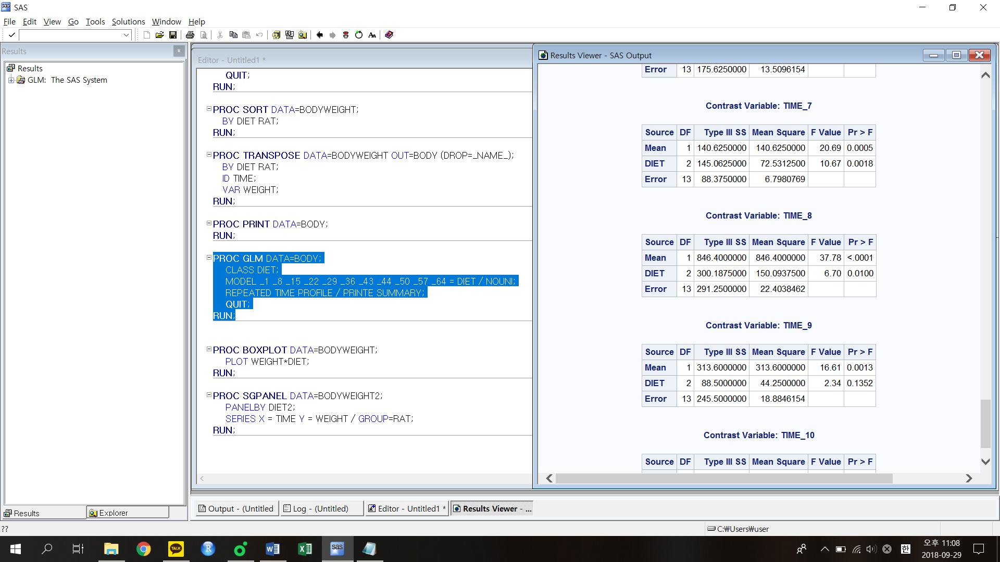 SAS
File Edit View Go Tools Solutions Window Help
Results
Results
GLM: The SAS System
Results
Explorer
Editor - Untitled1 *
QUIT;
RUN;
PROC SORT DATA=BODYWEIGHT;
BY DIET RAT;
RUN;
PROC TRANSPOSE DATA=BODYWEIGHT OUT=BODY (DROP=_NAME_);
BY DIET RAT;
ID TIME;
VAR WEIGHT;
RUN;
PROC PRINT DATA=BODY;
RUN;
PROC GLM DATA=BODY;
CLASS DIET;
MODEL _1 _8 _15 _22 _29 _36 _43 _44 _50 _57 _64 = DIET / NOUNI;
REPEATED TIME PROFILE / PRINTE SUMMARY;
QUIT;
RUN;
PROC BOXPLOT DATA=BODYWEIGHT;
PLOT WEIGHT*DIET;
RUN;
PROC SGPANEL DATA=BODYWEIGHT2;
PANELBY DIET2;
SERIES X = TIME Y = WEIGHT / GROUP=RAT;
RUN;
Results Viewer - SAS Output
Error 13 175.6250000 13.5096154
Contrast Variable: TIME_7
Source DF Type III SS Mean Square F Value Pr > F
Mean 1 140.6250000 140.6250000 20.69 0.0005
DIET 2 145.0625000 72.5312500 10.67 0.0018
Error 13 88.3750000 6.7980769
Contrast Variable: TIME_8
Source DF Type III SS Mean Square F Value Pr > F
Mean 1 846.4000000 846.4000000 37.78 <.0001
DIET 2 300.1875000 150.0937500 6.70 0.0100
Error 13 291.2500000 22.4038462
Contrast Variable: TIME_9
Source DF Type III SS Mean Square F Value Pr > F
Mean 1 313.6000000 313.6000000 16.61 0.0013
DIET 2 88.5000000 44.2500000 2.34 0.1352
Error 13 245.5000000 18.8846154
Contrast Variable: TIME_10
Source DF Type III SS Mean Square F Value Pr > F
Output - (Untitled
Log - (Untitled)
Editor - Untitled1 *
Results Viewer - ...
??
C:₩Users₩user
TALK
R
sas
한
오후 11:08
2018-09-29